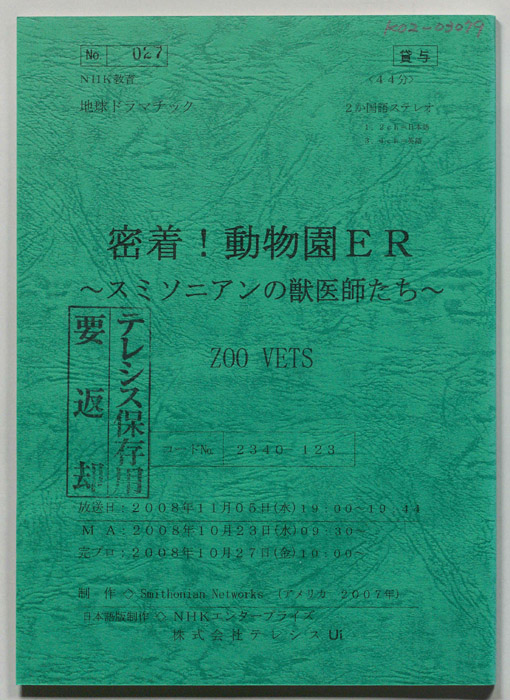 K02-03099
No. 027
貸与
NHK教育
〈44分〉
地球ドラマチック
2カ国語ステレオ
密着！動物園ER
～スミソニアンの獣医師たち～
ZOO VETS
テレシス保存用
要返却
コードNo. 2340-123
放送日：2008年11月05日(水)19：00～19：44
MA：2008年10月23日(水)09：30～
完プロ：2008年10月27日(金)10：00～
制作◇Smithonian Networks （アメリカ 2007年）
日本語版制作◇NHKエンタープライズ
株式会社テレシス Ui